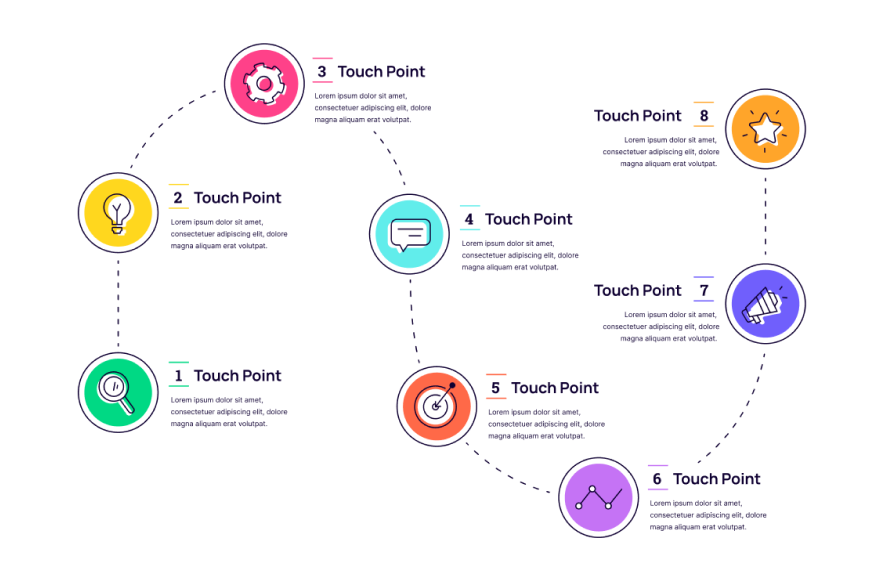 1 Touch Point
Lorem ipsum dolor sit amet,
consectetuer adipiscing elit, dolore
magna aliquam erat volutpat.
2 Touch Point
Lorem ipsum dolor sit amet,
consectetuer adipiscing elit, dolore
magna aliquam erat volutpat.
3 Touch Point
Lorem ipsum dolor sit amet,
consectetuer adipiscing elit, dolore
magna aliquam erat volutpat.
4 Touch Point
Lorem ipsum dolor sit amet,
consectetuer adipiscing elit, dolore
magna aliquam erat volutpat.
5 Touch Point
Lorem ipsum dolor sit amet,
consectetuer adipiscing elit, dolore
magna aliquam erat volutpat.
6 Touch Point
Lorem ipsum dolor sit amet,
consectetuer adipiscing elit, dolore
magna aliquam erat volutpat.
Touch Point 7
Lorem ipsum dolor sit amet,
consectetuer adipiscing elit, dolore
magna aliquam erat volutpat.
Touch Point 8
Lorem ipsum dolor sit amet,
consectetuer adipiscing elit, dolore
magna aliquam erat volutpat.